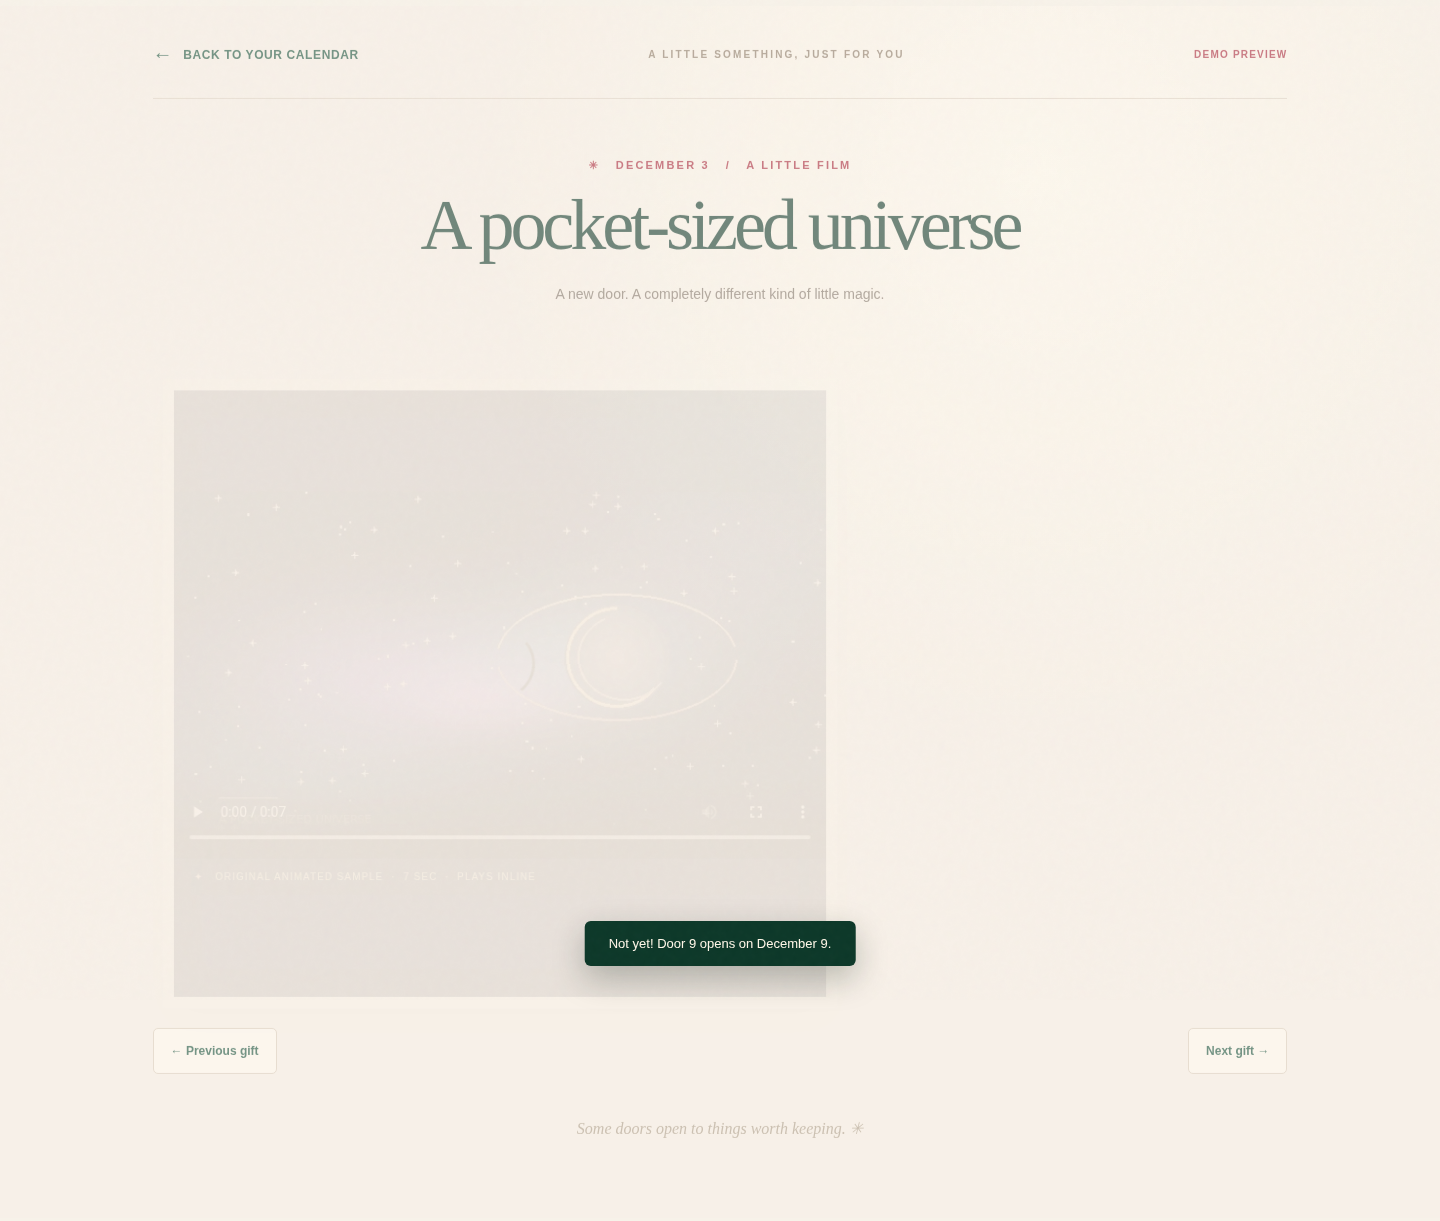 ← BACK TO YOUR CALENDAR
A LITTLE SOMETHING, JUST FOR YOU
DEMO PREVIEW
✳ DECEMBER 3 / A LITTLE FILM
A pocket-sized universe
A new door. A completely different kind of little magic.
0:00 / 0:07
ORIGINAL ANIMATED SAMPLE 7 SEC / PLAYS INLINE
Not yet! Door 9 opens on December 9.
← Previous gift
Next gift →
Some doors open to things worth keeping. ✳